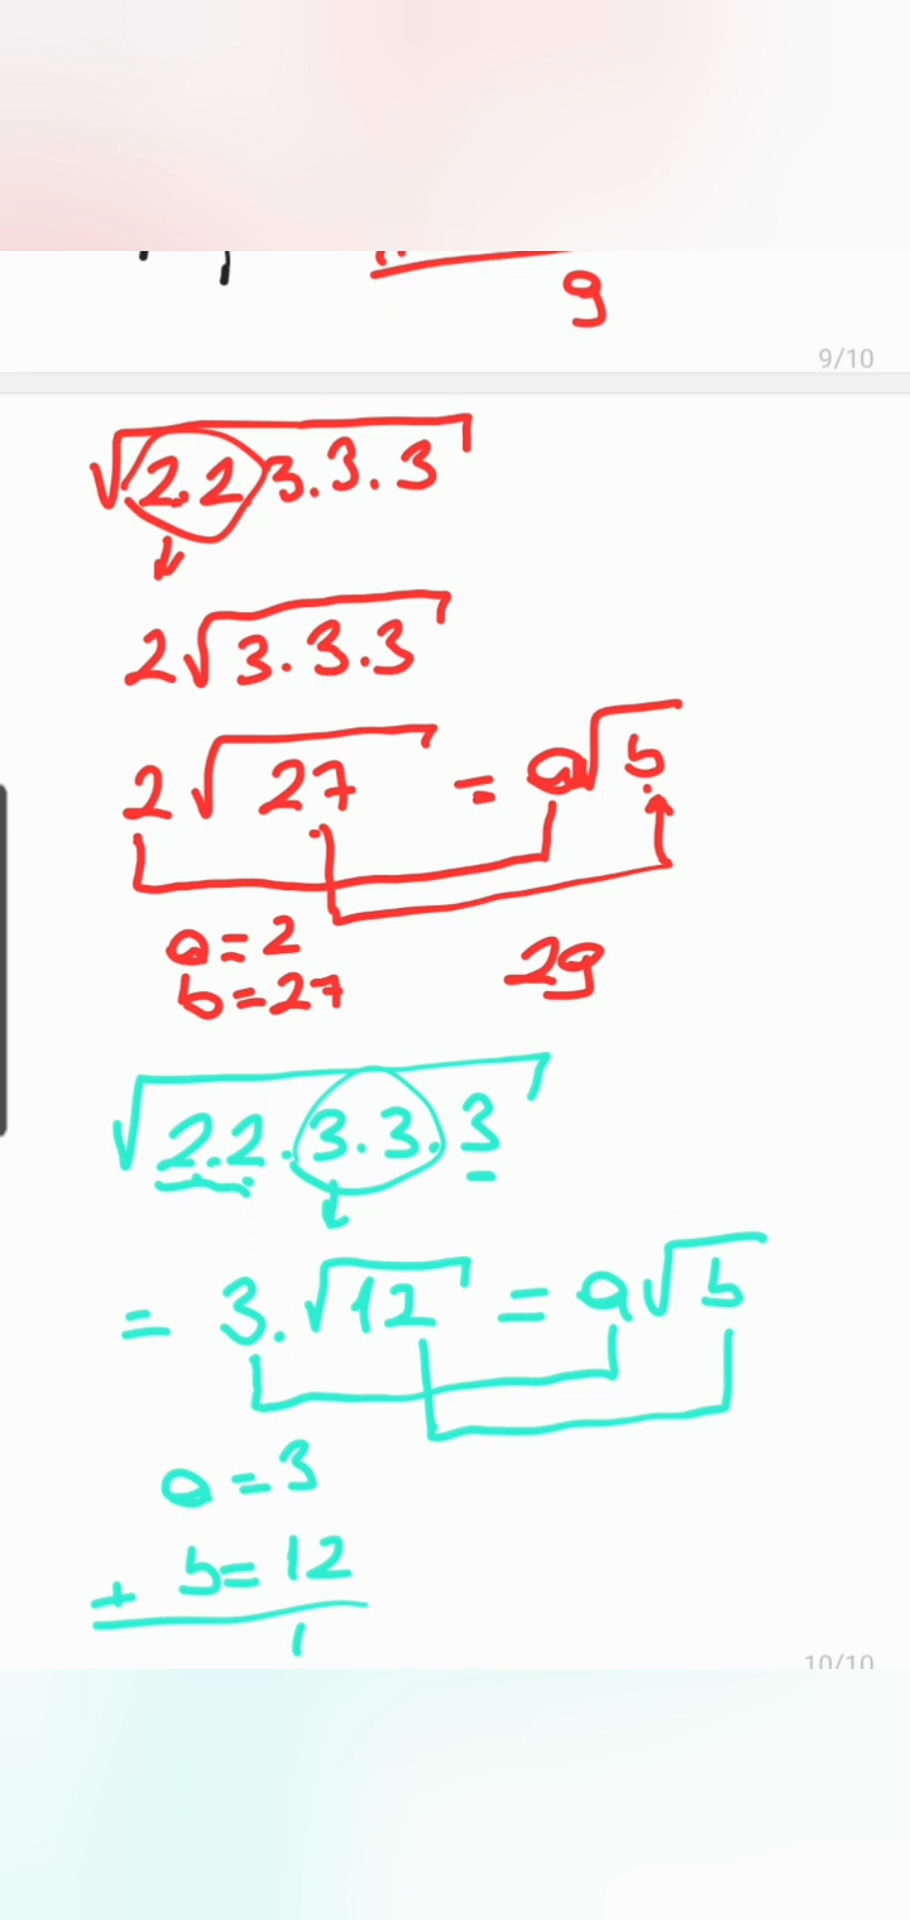 9
9/10
√2.2 3.3.3
2√3.3.3
2√27 = a√b
a=2
b=27
29
√2.2.3.3.3
= 3.√12 = a√b
a=3
+ b=12
1
10/10